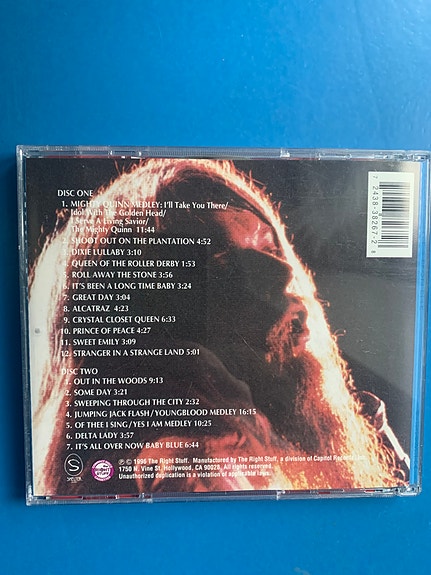 DISC ONE
1. MIGHTY QUINN MEDLEY: I'll Take You There/
Idol With The Golden Head/
I Serve A Living Savior/
The Mighty Quinn 11:44
2. SHOOT OUT ON THE PLANTATION 4:52
3. DIXIE LULLABY 3:10
4. QUEEN OF THE ROLLER DERBY 1:53
5. ROLL AWAY THE STONE 3:56
6. IT'S BEEN A LONG TIME BABY 3:24
7. GREAT DAY 3:04
8. ALCATRAZ 4:23
9. CRYSTAL CLOSET QUEEN 6:33
10. PRINCE OF PEACE 4:27
11. SWEET EMILY 3:09
12. STRANGER IN A STRANGE LAND 5:01
DISC TWO
1. OUT IN THE WOODS 9:13
2. SOME DAY 3:21
3. SWEEPING THROUGH THE CITY 2:32
4. JUMPING JACK FLASH/YOUNGBLOOD MEDLEY 16:15
5. OF THEE I SING/YES I AM MEDLEY 10:25
6. DELTA LADY 3:57
7. IT'S ALL OVER NOW BABY BLUE 6:44
7 2438-38267-2 8
S
℗ © 1996 The Right Stuff. Manufactured by The Right Stuff, a division of Capitol Records, Inc.
1750 N. Vine St. Hollywood, CA 90028. All rights reserved.
Unauthorized duplication is a violation of applicable laws.